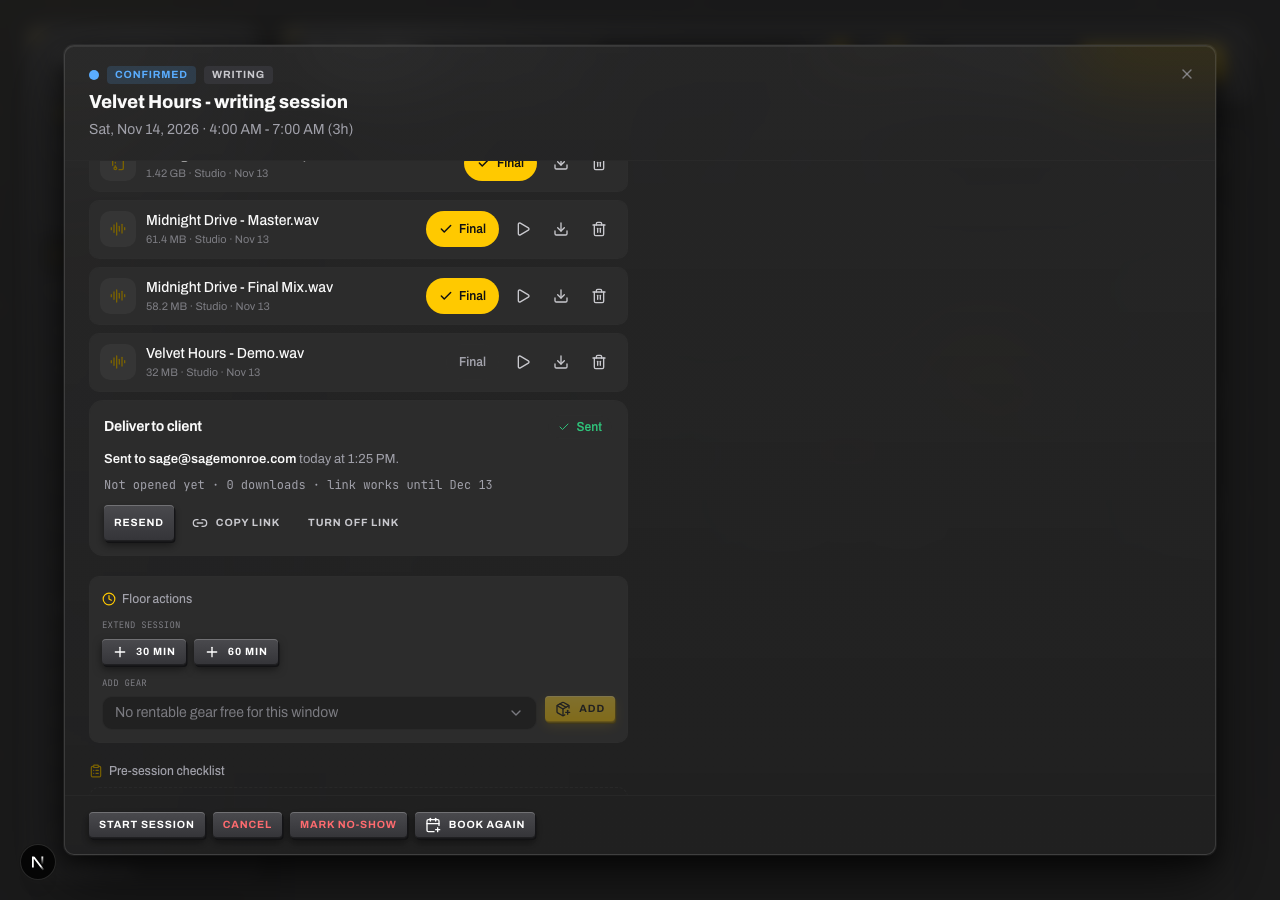 CONFIRMED WRITING
Velvet Hours - writing session
Sat, Nov 14, 2026 · 4:00 AM - 7:00 AM (3h)
Final
1.42 GB · Studio · Nov 13
Midnight Drive - Master.wav
61.4 MB · Studio · Nov 13
Final
Midnight Drive - Final Mix.wav
58.2 MB · Studio · Nov 13
Final
Velvet Hours - Demo.wav
32 MB · Studio · Nov 13
Final
Deliver to client
Sent
Sent to sage@sagemonroe.com today at 1:25 PM.
Not opened yet · 0 downloads · link works until Dec 13
RESEND COPY LINK TURN OFF LINK
Floor actions
EXTEND SESSION
30 MIN 60 MIN
ADD GEAR
No rentable gear free for this window
ADD
Pre-session checklist
START SESSION CANCEL MARK NO-SHOW BOOK AGAIN
N